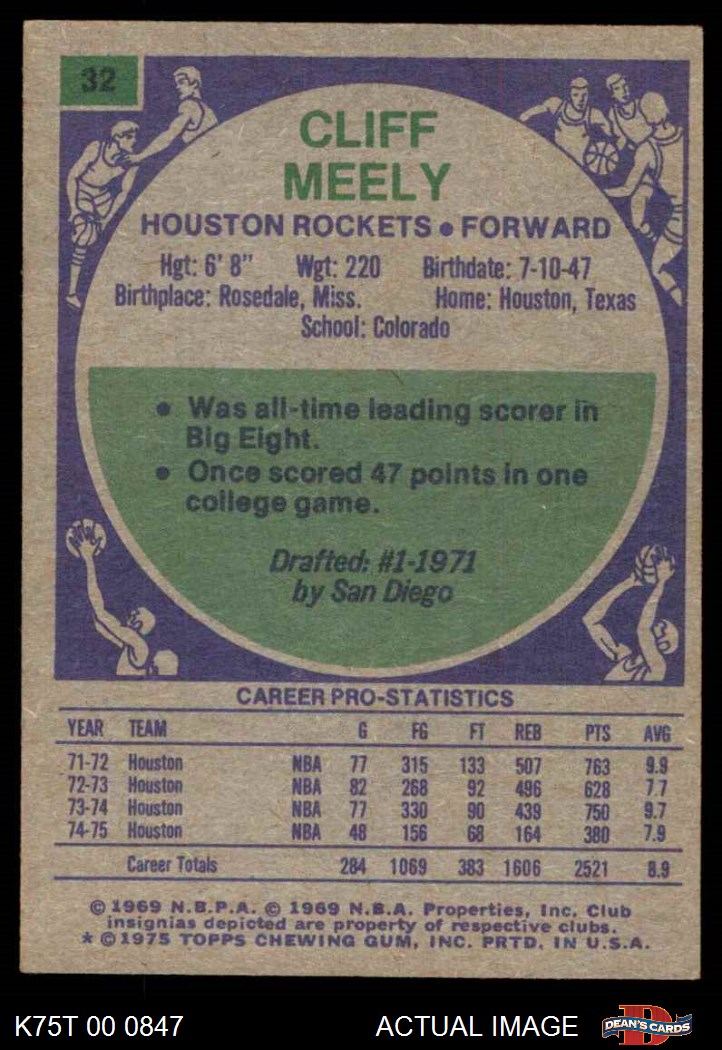 32
CLIFF
MEELY
HOUSTON ROCKETS • FORWARD
Hgt: 6' 8" Wgt: 220 Birthdate: 7-10-47
Birthplace: Rosedale, Miss. Home: Houston, Texas
School: Colorado
• Was all-time leading scorer in
Big Eight.
• Once scored 47 points in one
college game.
Drafted: #1-1971
by San Diego
CAREER PRO-STATISTICS
YEAR TEAM G FG FT REB PTS AVG
71-72 Houston NBA 77 315 133 507 763 9.9
72-73 Houston NBA 82 268 92 496 628 7.7
73-74 Houston NBA 77 330 90 439 750 9.7
74-75 Houston NBA 48 156 68 164 380 7.9
Career Totals 284 1069 383 1606 2521 8.9
© 1969 N.B.P.A. © 1969 N.B.A. Properties, Inc. Club
insignias depicted are property of respective clubs.
* © 1975 TOPPS CHEWING GUM, INC. PRTD. IN U.S.A.
K75T 00 0847 ACTUAL IMAGE D DEAN'S CARDS